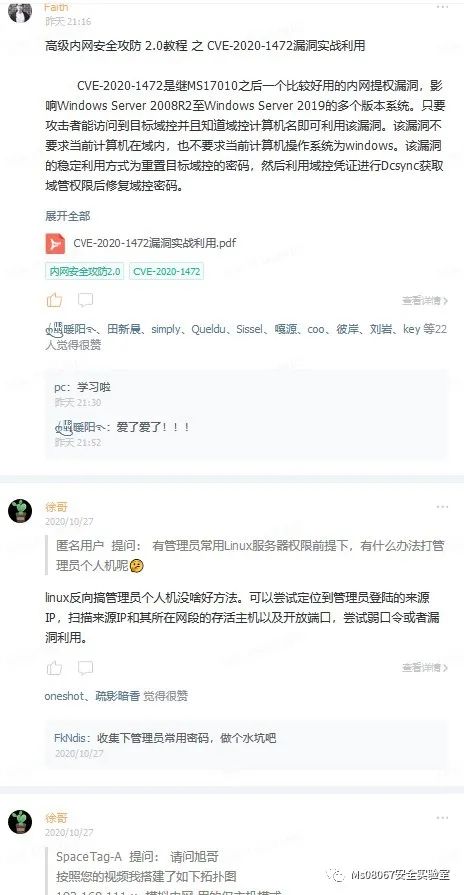 Faith
昨天 21:16
高级内网安全攻防 2.0教程 之 CVE-2020-1472漏洞实战利用
CVE-2020-1472是继MS17010之后一个比较好用的内网提权漏洞，影
响Windows Server 2008R2至Windows Server 2019的多个版本系统。只要
攻击者能访问到目标域控并且知道域控计算机名即可利用该漏洞。该漏洞不
要求当前计算机在域内，也不要求当前计算机操作系统为windows。该漏洞
的稳定利用方式为重置目标域控的密码，然后利用域控凭证进行Dcsync获取
域管权限后修复域控密码。
展开全部
CVE-2020-1472漏洞实战利用.pdf
内网安全攻防2.0 CVE-2020-1472
查看详情
暖阳、田新晨、simply、Queldu、Sissel、嘎源、coo、彼岸、刘岩、key 等22
人觉得很赞
pc：学习啦
昨天 21:30
暖阳：爱了爱了！！！
昨天 21:52
徐哥
2020/10/27
匿名用户 提问： 有管理员常用Linux服务器权限前提下，有什么办法打管
理员个人机呢
linux反向搞管理员个人机没啥好方法。可以尝试定位到管理员登陆的来源
IP，扫描来源IP和其所在网段的存活主机以及开放端口，尝试弱口令或者漏
洞利用。
查看详情
oneshot、疏影暗香 觉得很赞
FkNdis：收集下管理员常用密码，做个水坑吧
2020/10/27
徐哥
2020/10/27
SpaceTag-A 提问： 请问旭哥
按照您的视频我搭建了如下拓扑图
Ms08067安全实验室